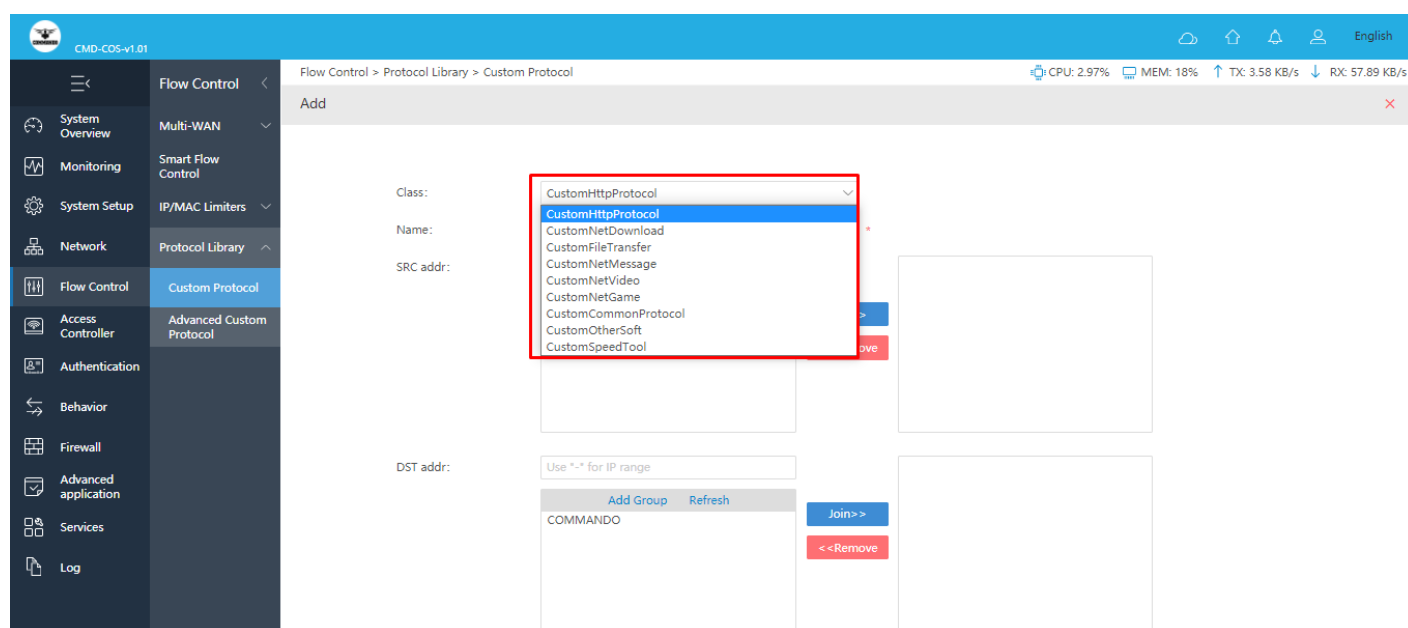 COMMANDO
CMD-COS-v1.01
English
Flow Control
Flow Control > Protocol Library > Custom Protocol
CPU: 2.97%
MEM: 18%
TX: 3.58 KB/s
RX: 57.89 KB/s
Add
System
Overview
Monitoring
System Setup
Network
Flow Control
Access
Controller
Authentication
Behavior
Firewall
Advanced
application
Services
Log
Multi-WAN
Smart Flow
Control
IP/MAC Limiters
Protocol Library
Custom Protocol
Advanced Custom
Protocol
Class:
CustomHttpProtocol
CustomHttpProtocol
CustomNetDownload
CustomFileTransfer
CustomNetMessage
CustomNetVideo
CustomNetGame
CustomCommonProtocol
CustomOtherSoft
CustomSpeedTool
Name:
*
SRC addr:
>
ove
DST addr:
Use "-" for IP range
Add Group Refresh
COMMANDO
Join>>
<<Remove